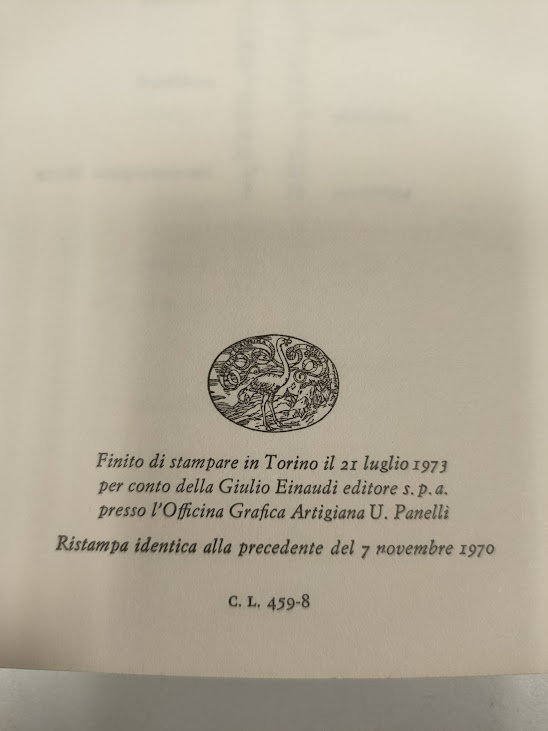 Finito di stampare in Torino il 21 luglio 1973
per conto della Giulio Einaudi editore s. p. a.
presso l'Officina Grafica Artigiana U. Panelli
Ristampa identica alla precedente del 7 novembre 1970
C. L. 459-8